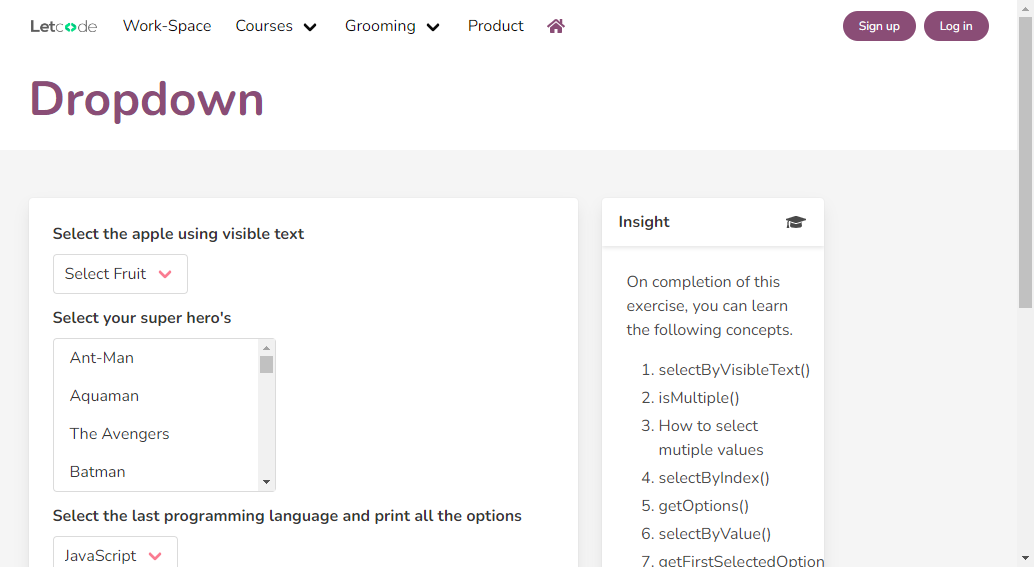 Letcode Work-Space Courses Grooming Product Sign up Log in
Dropdown
Select the apple using visible text
Select Fruit
Select your super hero's
Ant-Man
Aquaman
The Avengers
Batman
Select the last programming language and print all the options
JavaScript
Insight
On completion of this
exercise, you can learn
the following concepts.
1. selectByVisibleText()
2. isMultiple()
3. How to select
mutiple values
4. selectByIndex()
5. getOptions()
6. selectByValue()
7. getFirstSelectedOption